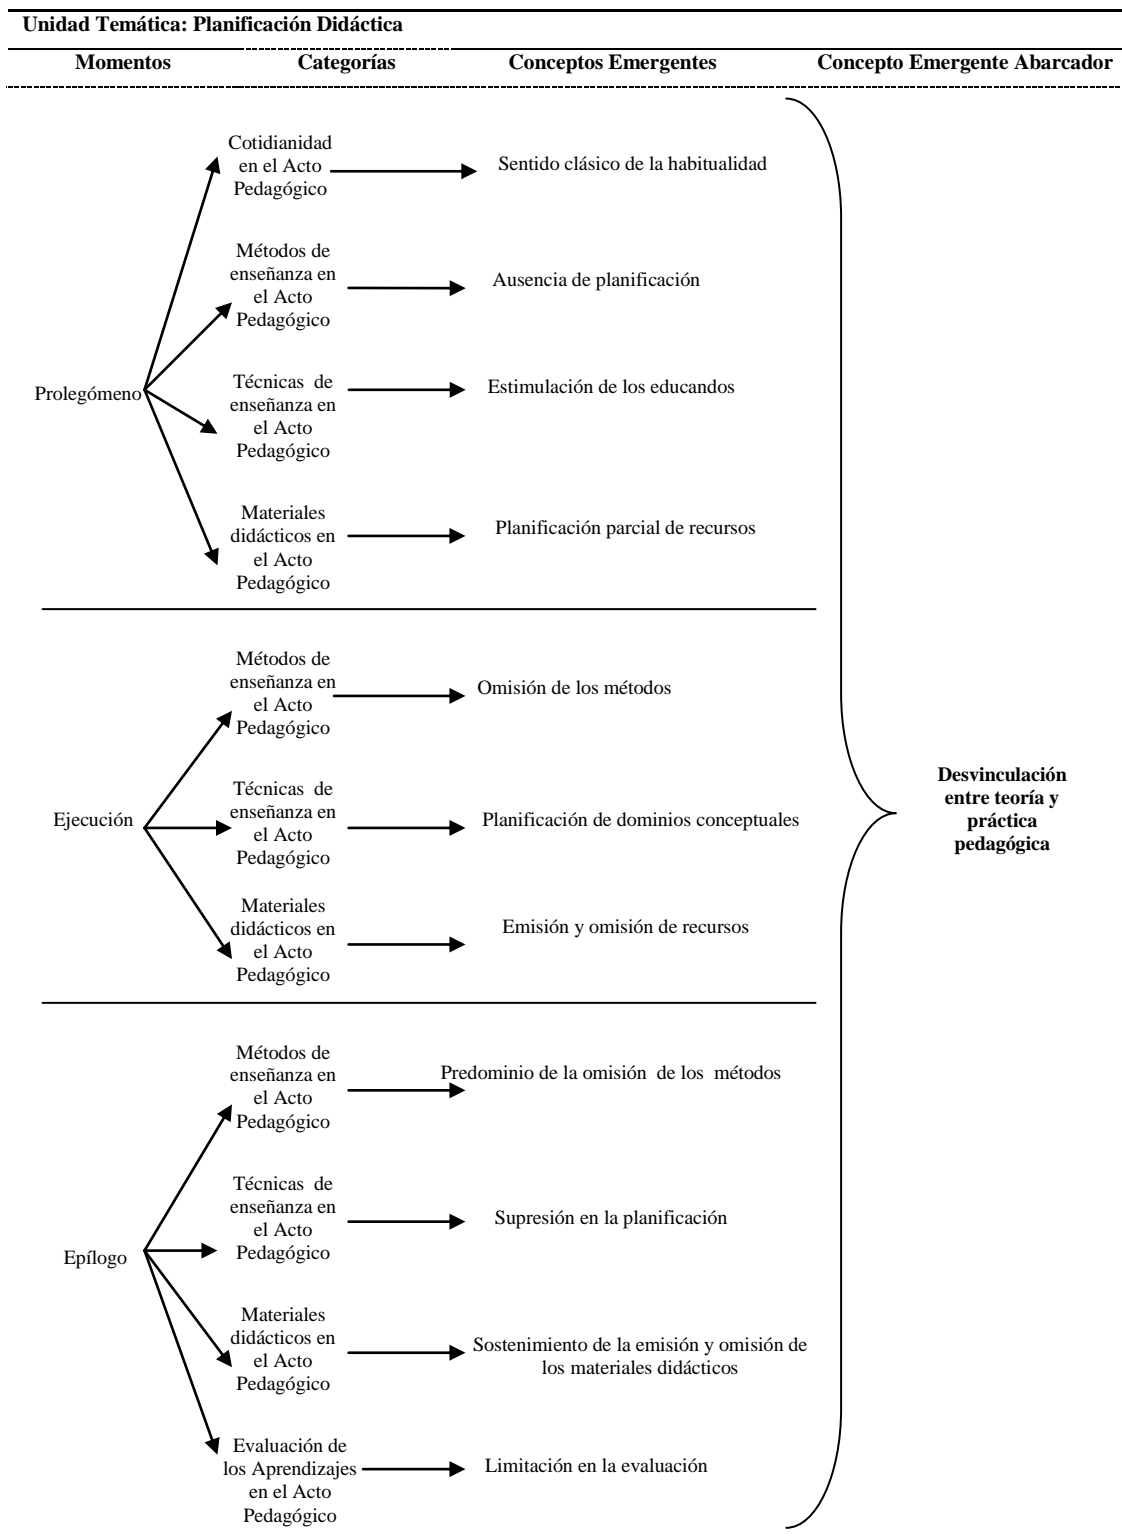 Unidad Temática: Planificación Didáctica
Momentos Categorías Conceptos Emergentes Concepto Emergente Abarcador
Cotidianidad
en el Acto
Pedagógico
Sentido clásico de la habitualidad
Métodos de
enseñanza en
el Acto
Pedagógico
Ausencia de planificación
Prolegómeno
Técnicas de
enseñanza en
el Acto
Pedagógico
Estimulación de los educandos
Materiales
didácticos en
el Acto
Pedagógico
Planificación parcial de recursos
Métodos de
enseñanza en
el Acto
Pedagógico
Omisión de los métodos
Ejecución
Técnicas de
enseñanza en
el Acto
Pedagógico
Planificación de dominios conceptuales
Materiales
didácticos en
el Acto
Pedagógico
Emisión y omisión de recursos
Desvinculación
entre teoría y
práctica
pedagógica
Métodos de
enseñanza en
el Acto
Pedagógico
Predominio de la omisión de los métodos
Epílogo
Técnicas de
enseñanza en
el Acto
Pedagógico
Supresión en la planificación
Materiales
didácticos en
el Acto
Pedagógico
Sostenimiento de la emisión y omisión de
los materiales didácticos
Evaluación de
los Aprendizajes
en el Acto
Pedagógico
Limitación en la evaluación